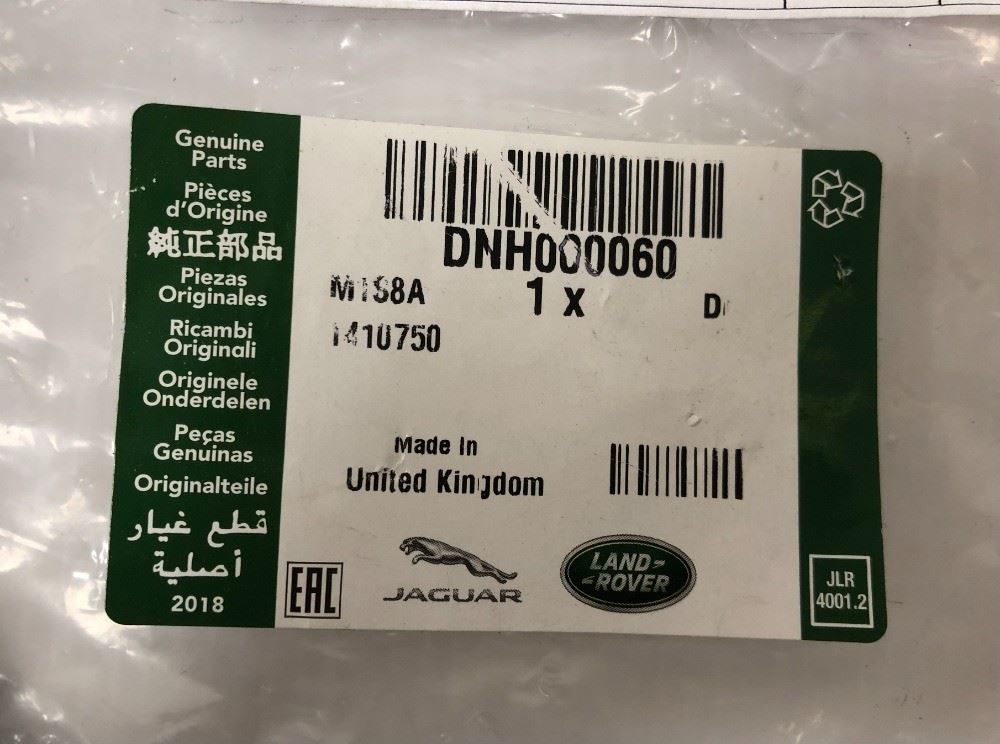 Genuine
Parts
Pièces
d'Origine
純正部品
Piezas
Originales
Ricambi
Originali
Originele
Onderdelen
Peças
Genuínas
Originalteile
قطع غيار
أصلية
2018
DNH000060
1 x
1410750
Made In
United Kingdom
EAC
JAGUAR
LAND-
-ROVER
JLR
4001.2